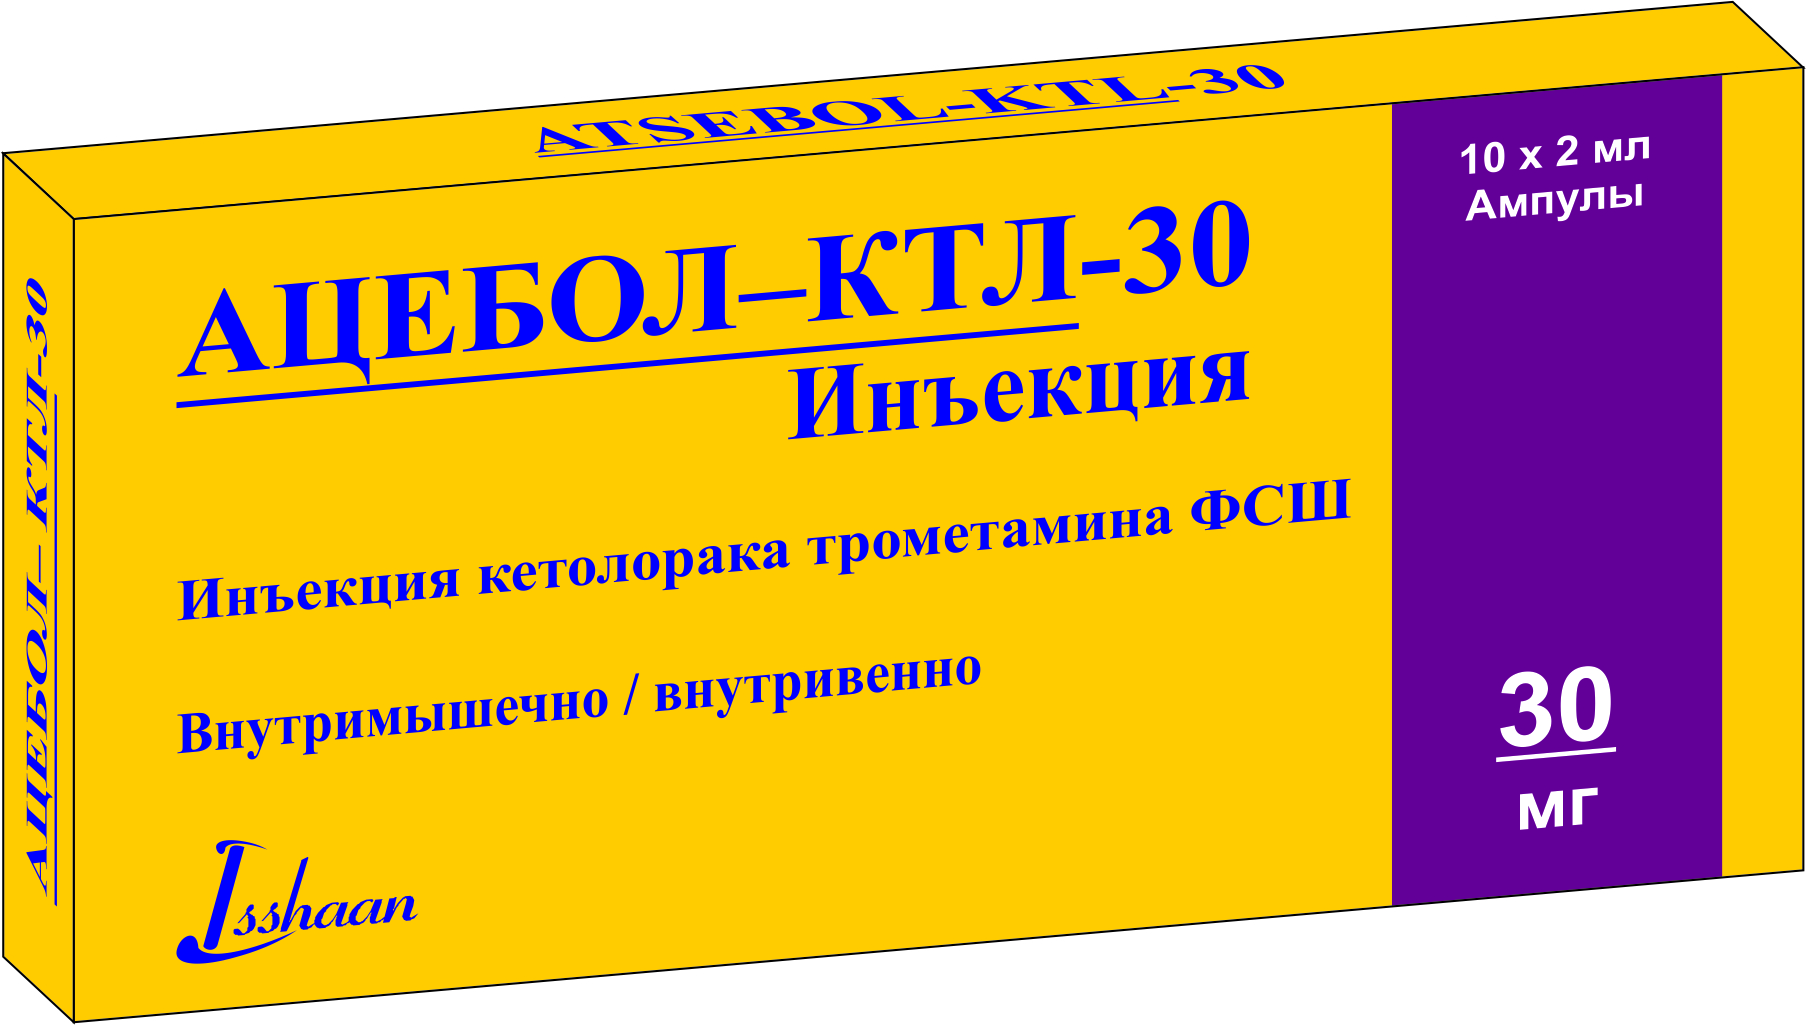 ATSEBOL-KTL-30
АЦЕБОЛ–КТЛ-30
Инъекция
Инъекция кетолорака трометамина ФСШ
Внутримышечно / внутривенно
Isshaan
10 x 2 мл
Ампулы
30
мг
АЦЕБОЛ– КТЛ-30